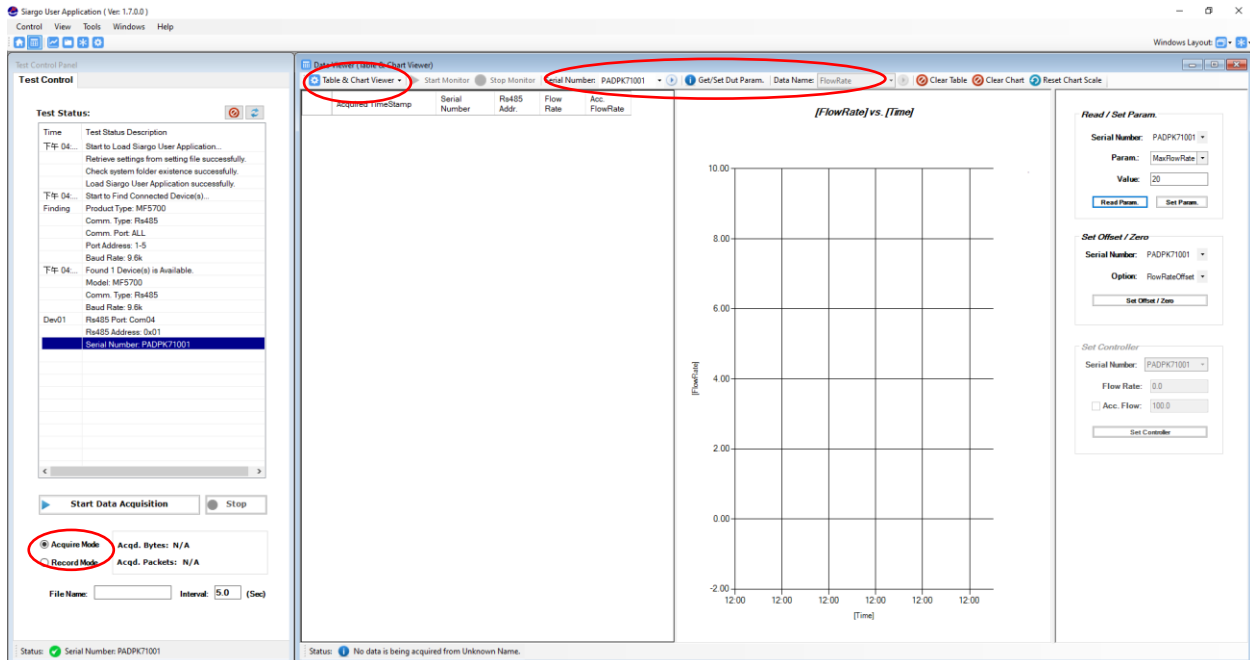 Siargo User Application ( Ver: 1.7.0.0 )
Control View Tools Windows Help
Windows Layout:
Test Control Panel
Test Control
Test Status:
Time Test Status Description
下午 04:... Start to Load Siargo User Application...
Retrieve settings from setting file successfully.
Check system folder existence successfully.
Load Siargo User Application successfully.
下午 04:... Start to Find Connected Device(s)...
Finding Product Type: MF5700
Comm. Type: Rs485
Comm. Port: ALL
Port Address: 1-5
Baud Rate: 9.6k
下午 04:... Found 1 Device(s) is Available.
Model: MF5700
Comm. Type: Rs485
Baud Rate: 9.6k
Dev01 Rs485 Port: Com04
Rs485 Address: 0x01
Serial Number: PADPK71001
Start Data Acquisition Stop
Acquire Mode Acqd. Bytes: N/A
Record Mode Acqd. Packets: N/A
File Name: Interval: 5.0 (Sec)
Status: Serial Number: PADPK71001
Data Viewer (Table & Chart Viewer)
Table & Chart Viewer Start Monitor Stop Monitor Serial Number: PADPK71001 Get/Set Dut Param. Data Name: FlowRate Clear Table Clear Chart Reset Chart Scale
Acquired TimeStamp Serial Number Rs485 Addr. Flow Rate Acc. FlowRate
[FlowRate] vs. [Time]
10.00
8.00
6.00
4.00
2.00
0.00
-2.00
[FlowRate]
12:00 12:00 12:00 12:00 12:00 12:00
[Time]
Read / Set Param.
Serial Number: PADPK71001
Param.: MaxFlowRate
Value: 20
Read Param. Set Param.
Set Offset / Zero
Serial Number: PADPK71001
Option: FlowRateOffset
Set Offset / Zero
Set Controller
Serial Number: PADPK71001
Flow Rate: 0.0
Acc. Flow: 100.0
Set Controller
Status: No data is being acquired from Unknown Name.